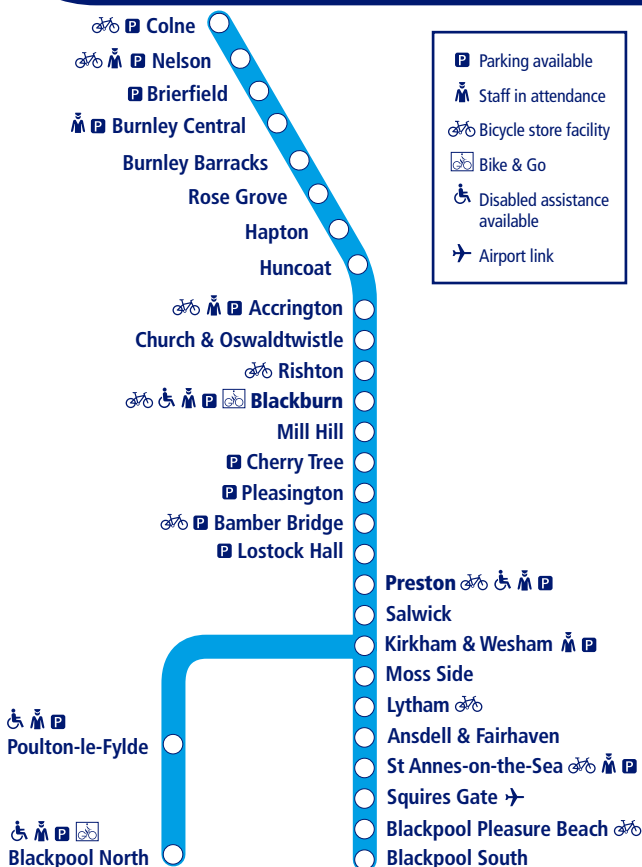 Colne
Nelson
Brierfield
Burnley Central
Burnley Barracks
Rose Grove
Hapton
Huncoat
Accrington
Church & Oswaldtwistle
Rishton
Blackburn
Mill Hill
P Cherry Tree
P Pleasington
P Bamber Bridge
P Lostock Hall
Preston P
Salwick
Kirkham & Wesham P
Moss Side
Lytham
Ansdell & Fairhaven
St Annes-on-the-Sea P
Squires Gate
Blackpool Pleasure Beach
Blackpool South
P
Poulton-le-Fylde
P
Blackpool North
P Parking available
Staff in attendance
Bicycle store facility
Bike & Go
Disabled assistance
available
Airport link